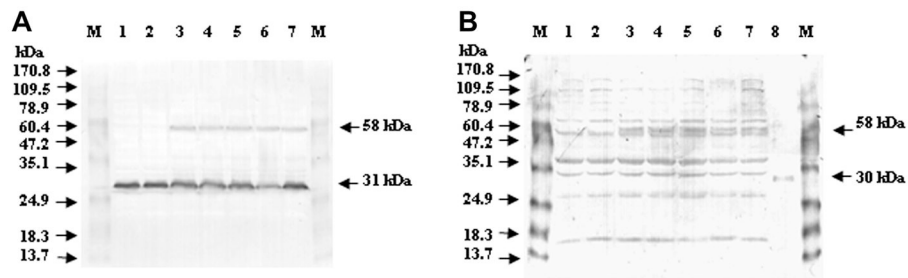 A
M 1 2 3 4 5 6 7 M
kDa
170.8
109.5
78.9
60.4
47.2
35.1
24.9
18.3
13.7
58 kDa
31 kDa
B
M 1 2 3 4 5 6 7 8 M
kDa
170.8
109.5
78.9
60.4
47.2
35.1
24.9
18.3
13.7
58 kDa
30 kDa